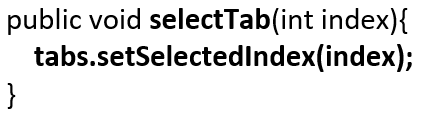 public void selectTab(int index){
tabs.setSelectedIndex(index);
}